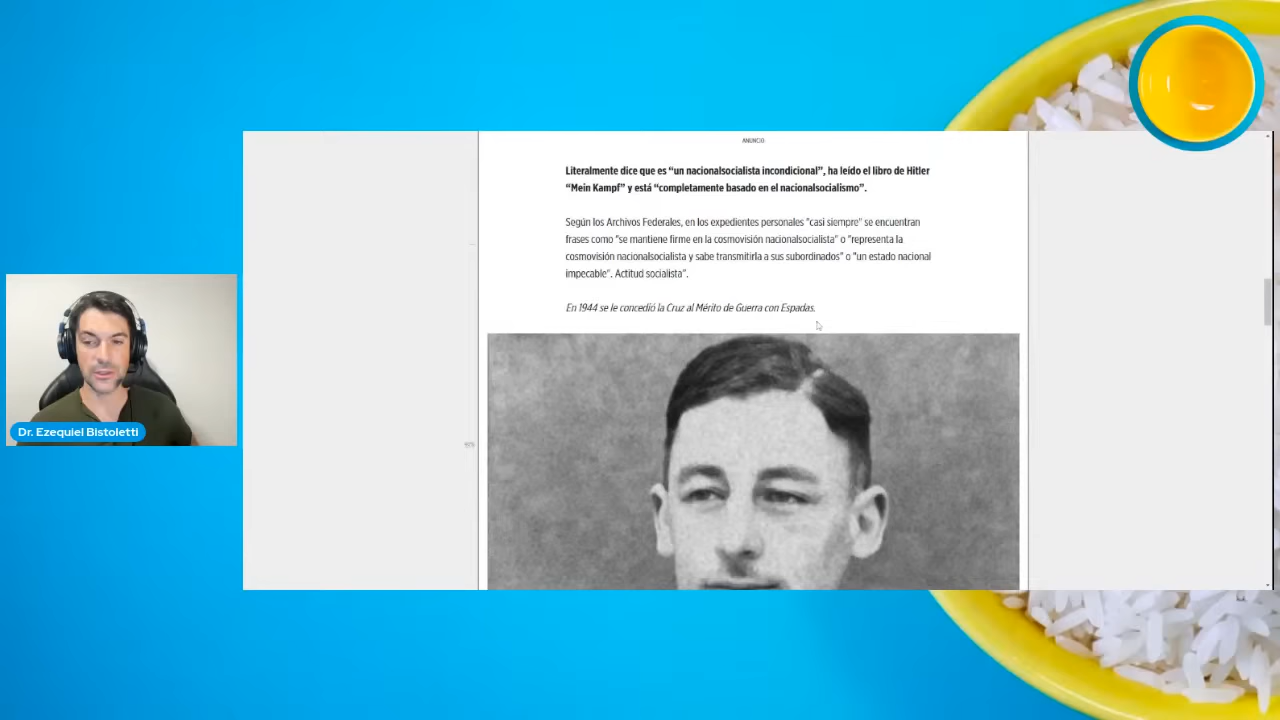 ANUNCIO
Literalmente dice que es “un nacionalsocialista incondicional”, ha leído el libro de Hitler
“Mein Kampf” y está “completamente basado en el nacionalsocialismo”.
Según los Archivos Federales, en los expedientes personales "casi siempre" se encuentran
frases como "se mantiene firme en la cosmovisión nacionalsocialista" o "representa la
cosmovisión nacionalsocialista y sabe transmitirla a sus subordinados" o "un estado nacional
impecable". Actitud socialista".
En 1944 se le concedió la Cruz al Mérito de Guerra con Espadas.
Dr. Ezequiel Bistoletti